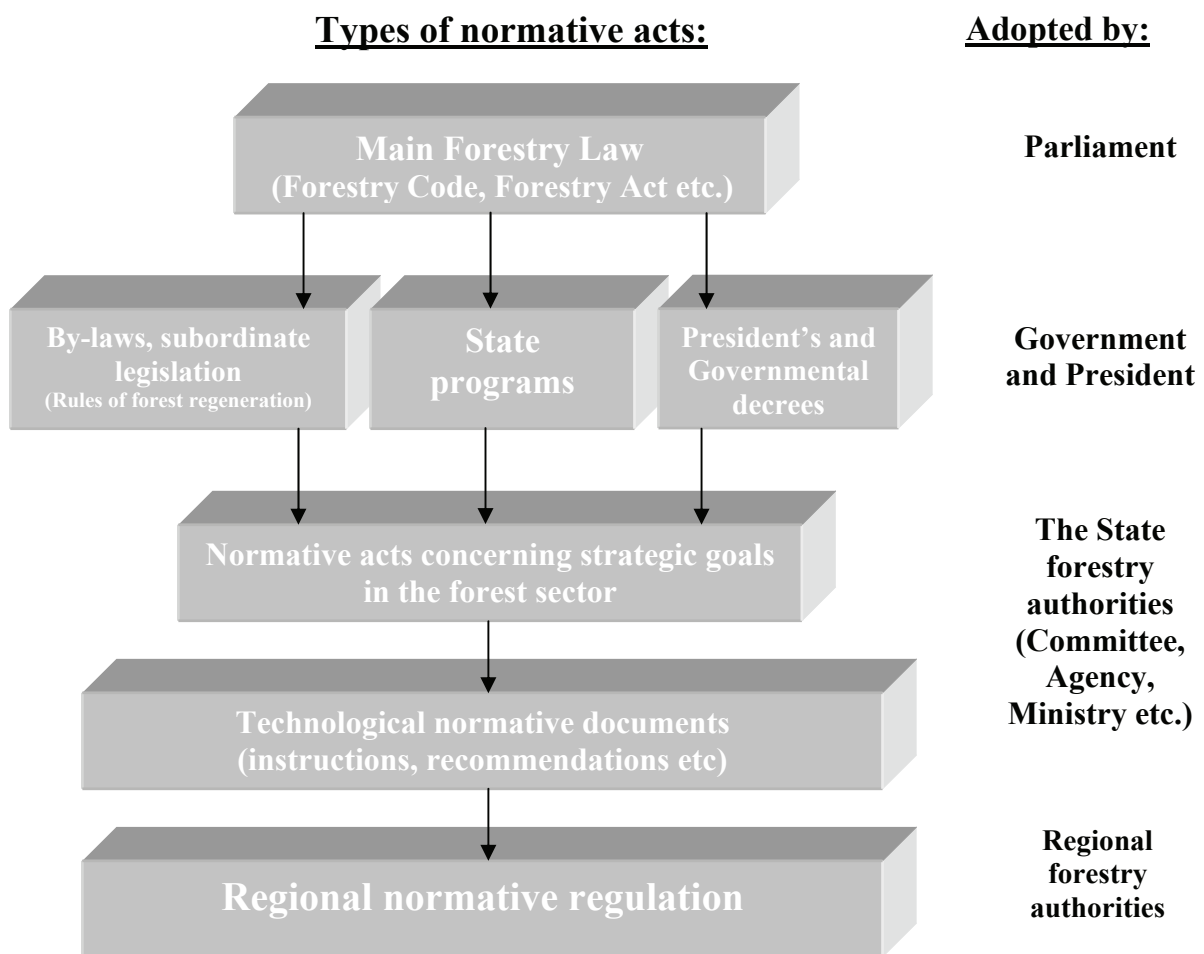 Types of normative acts:
Adopted by:
Main Forestry Law
(Forestry Code, Forestry Act etc.)
Parliament
By-laws, subordinate
legislation
(Rules of forest regeneration)
State
programs
President’s and
Governmental
decrees
Government
and President
Normative acts concerning strategic goals
in the forest sector
The State
forestry
authorities
(Committee,
Agency,
Ministry etc.)
Technological normative documents
(instructions, recommendations etc)
Regional normative regulation
Regional
forestry
authorities